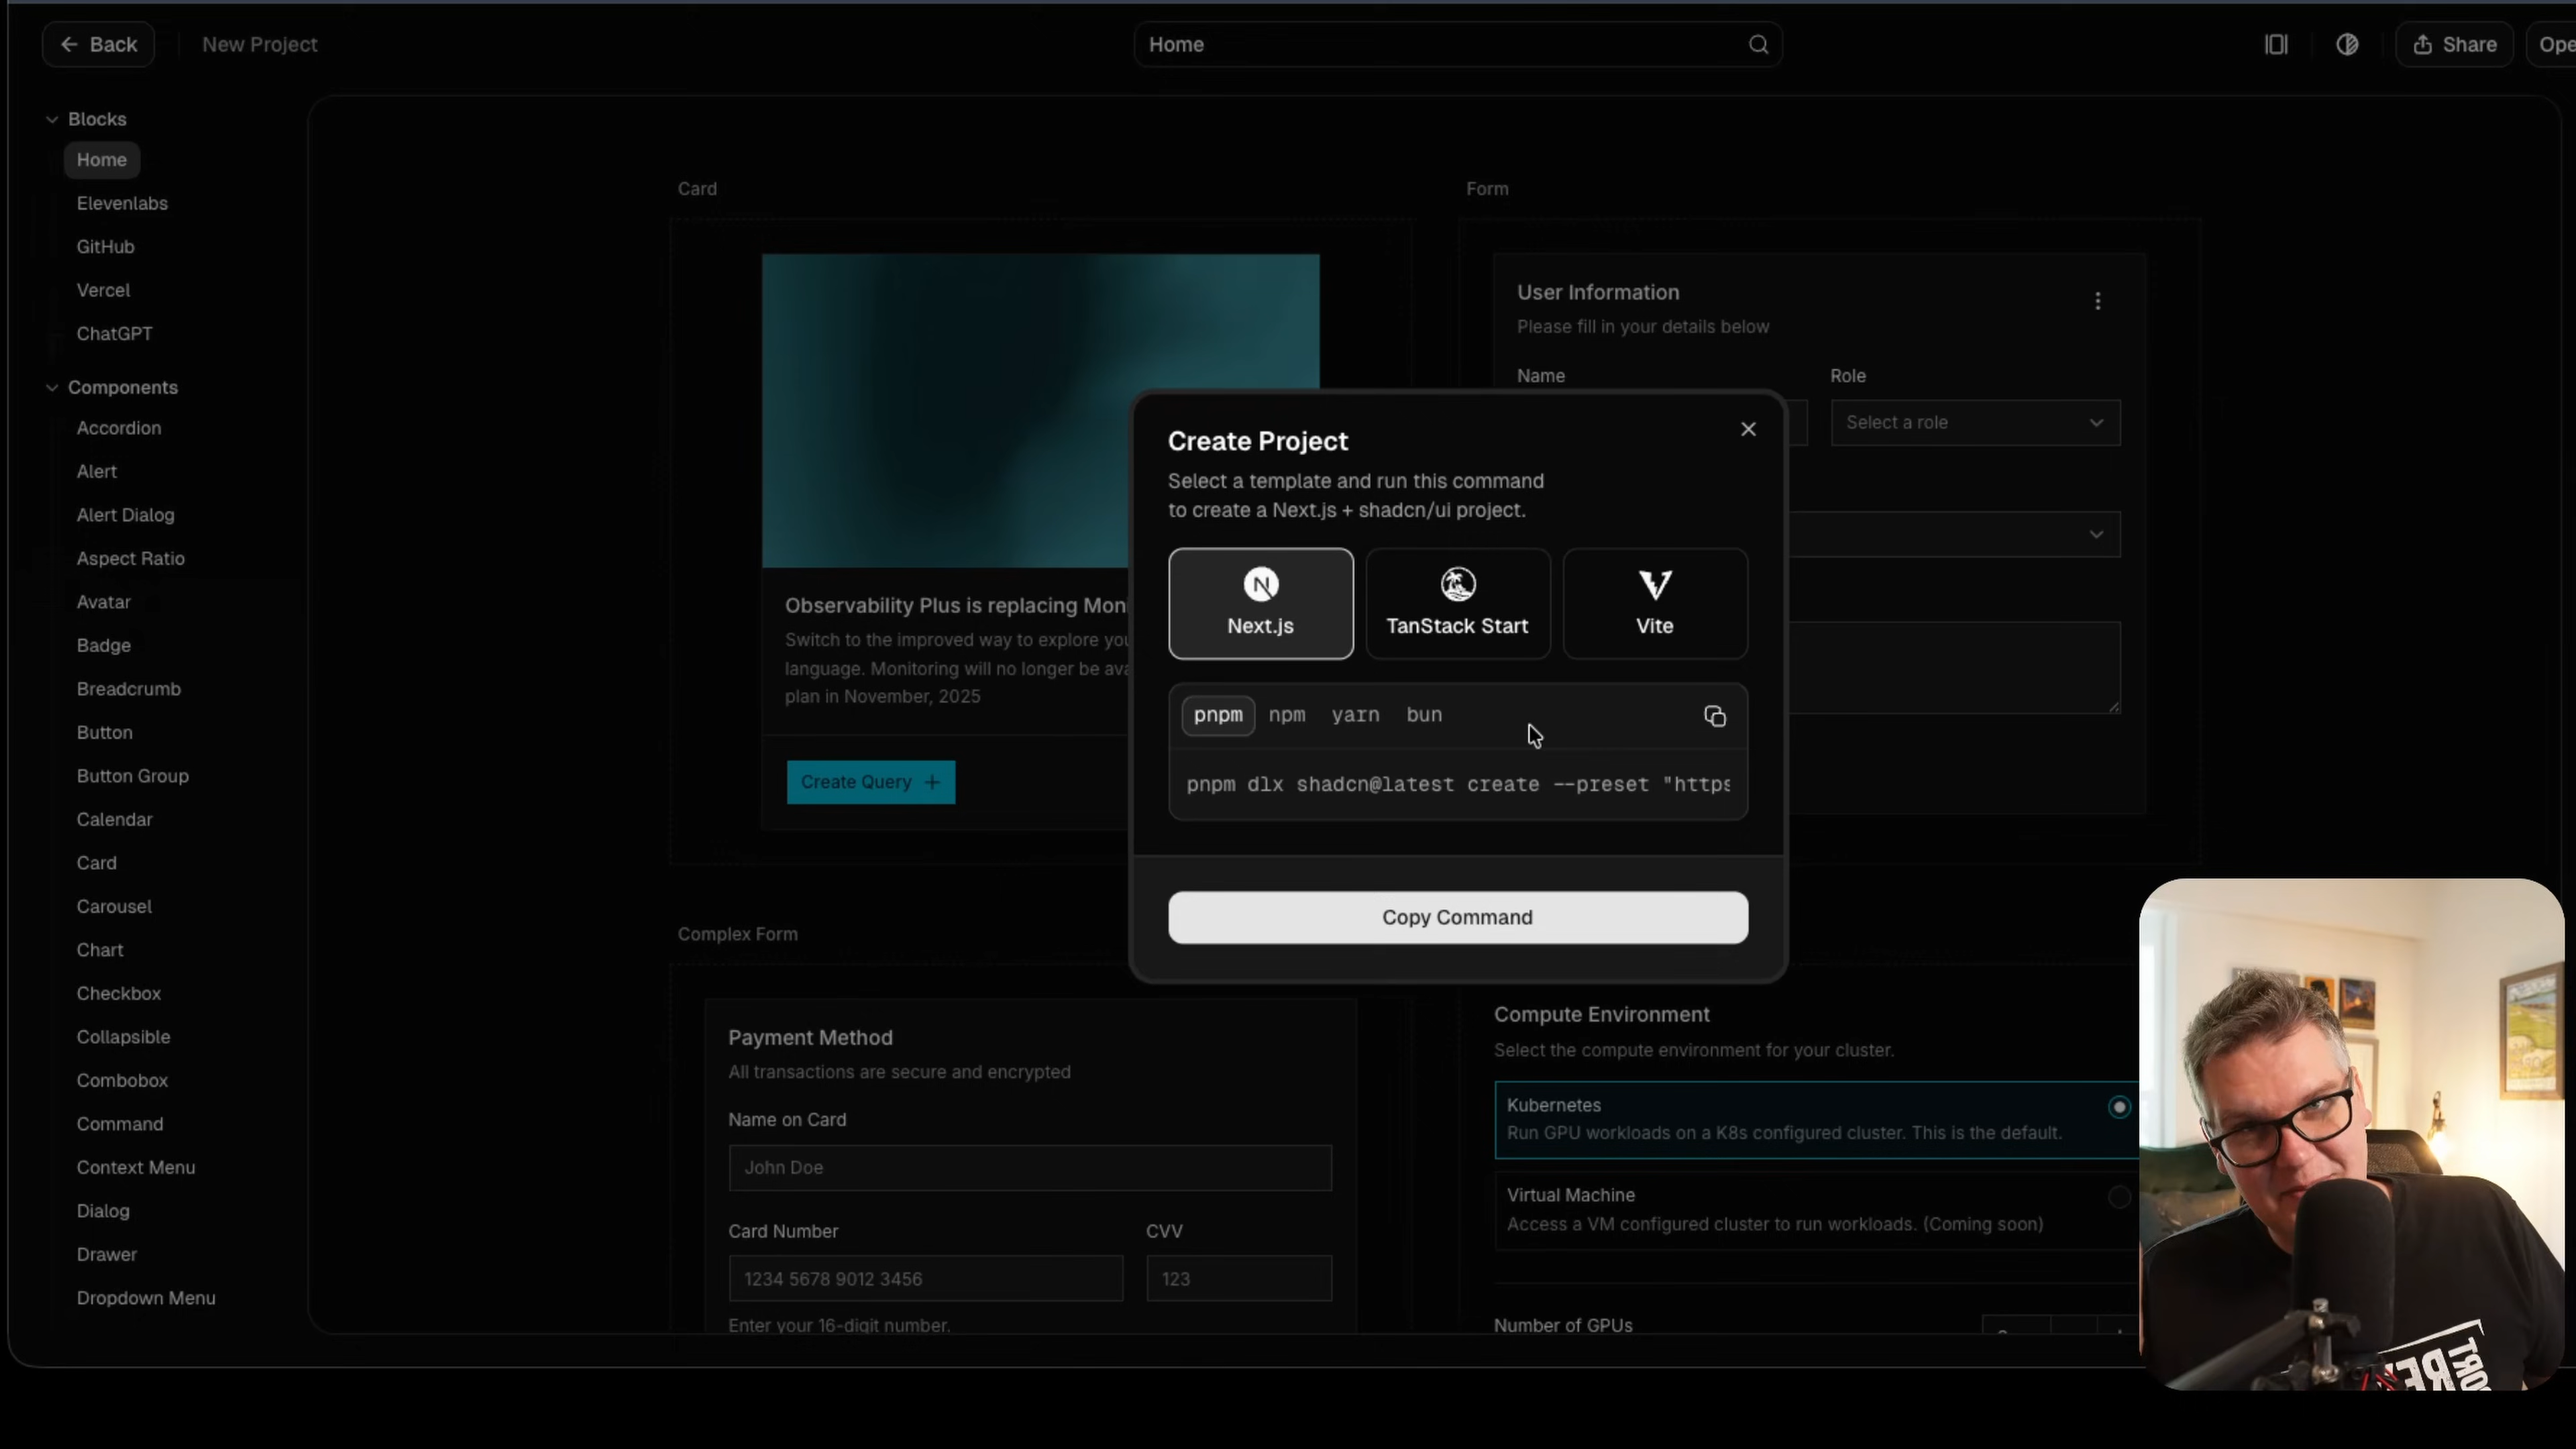 Back
New Project
Home
Share
Ope
Blocks
Home
Elevenlabs
GitHub
Vercel
ChatGPT
Components
Accordion
Alert
Alert Dialog
Aspect Ratio
Avatar
Badge
Breadcrumb
Button
Button Group
Calendar
Card
Carousel
Chart
Checkbox
Collapsible
Combobox
Command
Context Menu
Dialog
Drawer
Dropdown Menu
Card
Observability Plus is replacing Moni
Switch to the improved way to explore you
language. Monitoring will no longer be ava
plan in November, 2025
Create Query
Form
User Information
Please fill in your details below
Name
Role
Select a role
Create Project
Select a template and run this command
to create a Next.js + shadcn/ui project.
Next.js
TanStack Start
Vite
pnpm npm yarn bun
pnpm dlx shadcn@latest create --preset "https
Copy Command
Complex Form
Payment Method
All transactions are secure and encrypted
Name on Card
John Doe
Card Number
CVV
1234 5678 9012 3456
123
Enter your 16-digit number.
Compute Environment
Select the compute environment for your cluster.
Kubernetes
Run GPU workloads on a K8s configured cluster. This is the default.
Virtual Machine
Access a VM configured cluster to run workloads. (Coming soon)
Number of GPUs